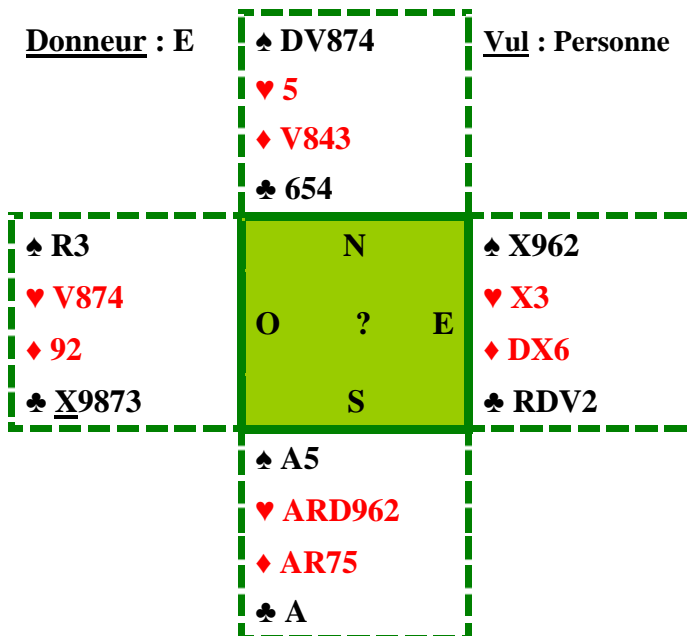 Donneur : E
Vul : Personne
♠ DV874
♥ 5
♦ V843
♣ 654
♠ R3
♥ V874
♦ 92
♣ X9873
N
O ? E
S
♠ X962
♥ X3
♦ DX6
♣ RDV2
♠ A5
♥ ARD962
♦ AR75
♣ A